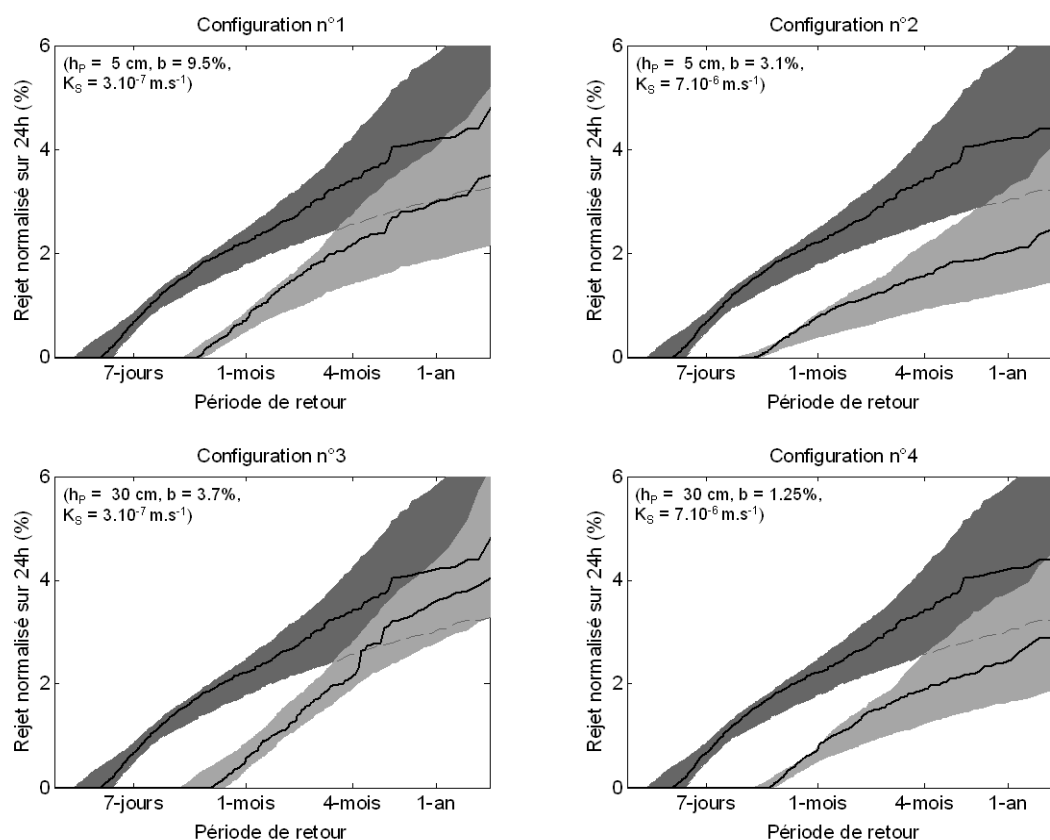 Configuration n°1
6
4
2
0
Rejet normalisé sur 24h (%)
(hP = 5 cm, b = 9.5%,
KS = 3.10-7 m.s-1)
7-jours 1-mois 4-mois 1-an
Période de retour
Configuration n°2
6
4
2
0
Rejet normalisé sur 24h (%)
(hP = 5 cm, b = 3.1%,
KS = 7.10-6 m.s-1)
7-jours 1-mois 4-mois 1-an
Période de retour
Configuration n°3
6
4
2
0
Rejet normalisé sur 24h (%)
(hP = 30 cm, b = 3.7%,
KS = 3.10-7 m.s-1)
7-jours 1-mois 4-mois 1-an
Période de retour
Configuration n°4
6
4
2
0
Rejet normalisé sur 24h (%)
(hP = 30 cm, b = 1.25%,
KS = 7.10-6 m.s-1)
7-jours 1-mois 4-mois 1-an
Période de retour